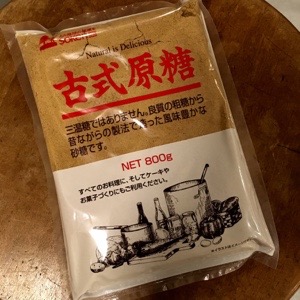 Natural is Delicious
古式原糖
三温糖ではありません。良質の粗糖から
昔ながらの製法で造った風味豊かな
砂糖です。
NET 800g
すべてのお料理に、そしてケーキや
お菓子づくりにもご利用ください。